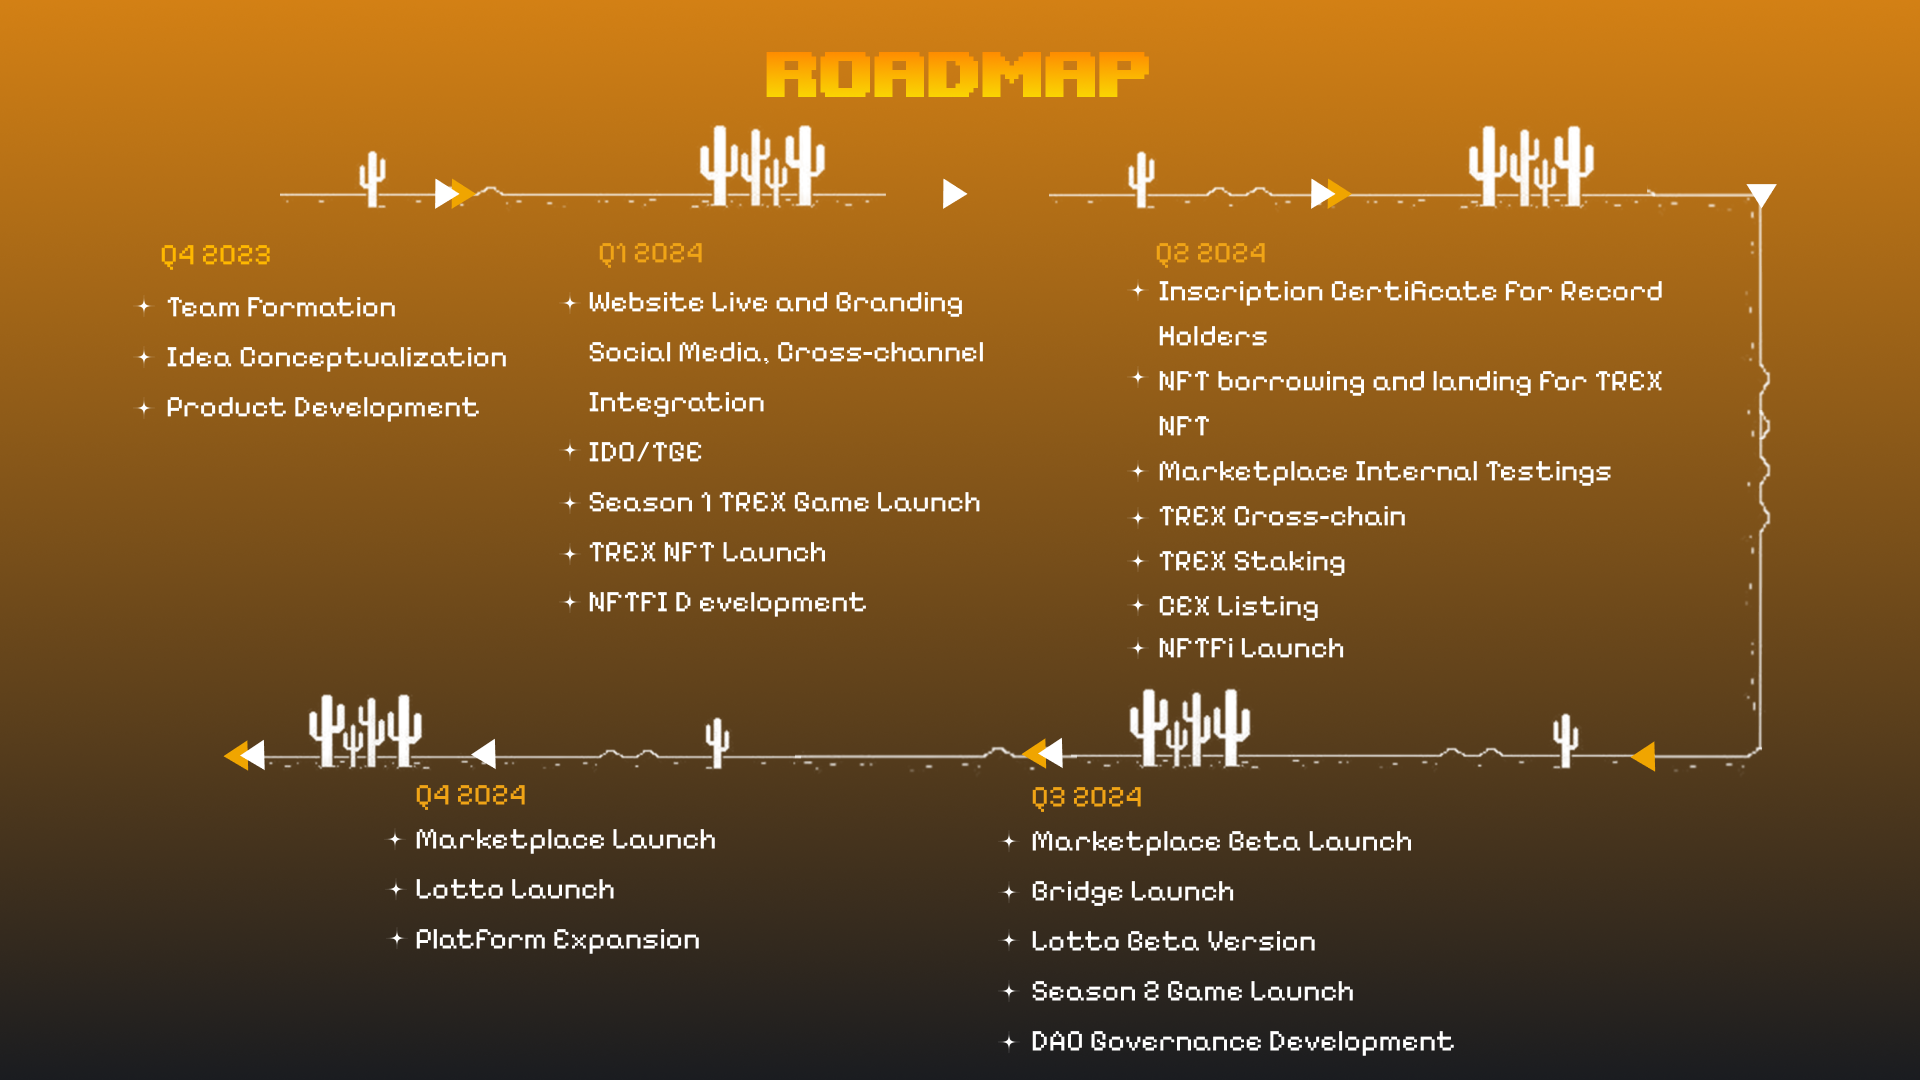 ROADMAP
Q4 2023
Team Formation
Idea Conceptualization
Product Development
Q1 2024
Website Live and Branding
Social Media, Cross-channel
Integration
IDO/TGE
Season 1 TREX Game Launch
TREX NFT Launch
NFTFI D evelopment
Q2 2024
Inscription Certificate for Record
Holders
NFT borrowing and landing for TREX
NFT
Marketplace Internal Testings
TREX Cross-chain
TREX Staking
CEX Listing
NFTFi Launch
Q3 2024
Marketplace Beta Launch
Bridge Launch
Lotto Beta Version
Season 2 Game Launch
DAO Governance Development
Q4 2024
Marketplace Launch
Lotto Launch
Platform Expansion